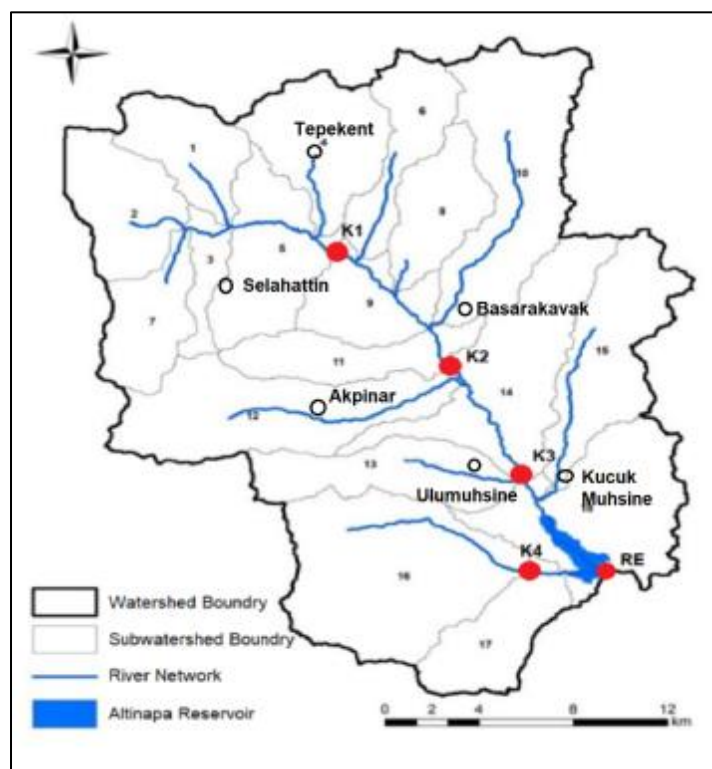 6
Tepekent
4
1
10
2
8
K1
5
3
Selahattin
9
Basarakavak
7
11
K2
15
14
Akpinar
12
K3
13
Ulumuhsine
Kucuk
Muhsine
K4
RE
16
17
Watershed Boundry
Subwatershed Boundry
River Network
Altinapa Reservoir
0 2 4 8 12
km